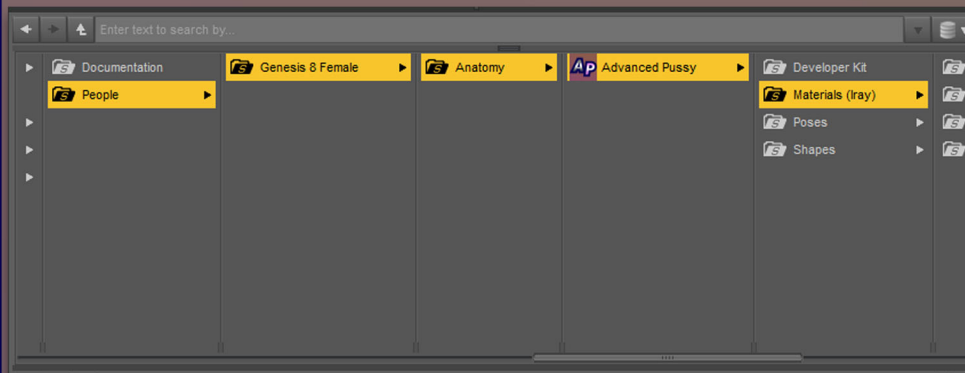 Enter text to search by...
Documentation
People
Genesis 8 Female
Anatomy
AP Advanced Pussy
Developer Kit
Materials (Iray)
Poses
Shapes